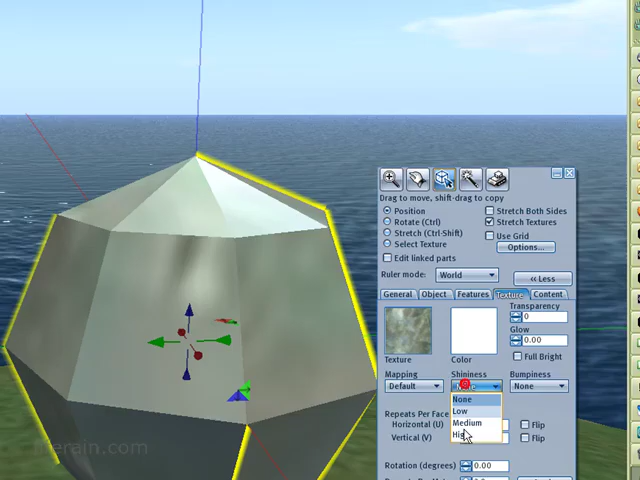 Drag to move, shift-drag to copy
Position
Rotate (Ctrl)
Stretch (Ctrl-Shift)
Select Texture
Edit linked parts
Stretch Both Sides
Stretch Textures
Use Grid
Options...
Ruler mode: World
<< Less
General Object Features Texture Content
Texture
Color
Transparency
0
Glow
0.00
Full Bright
Mapping Shininess Bumpiness
Default None
None
Low
Medium
Repeats Per Face
Horizontal (U) Flip
Vertical (V) Flip
Rotation (degrees) 0.00